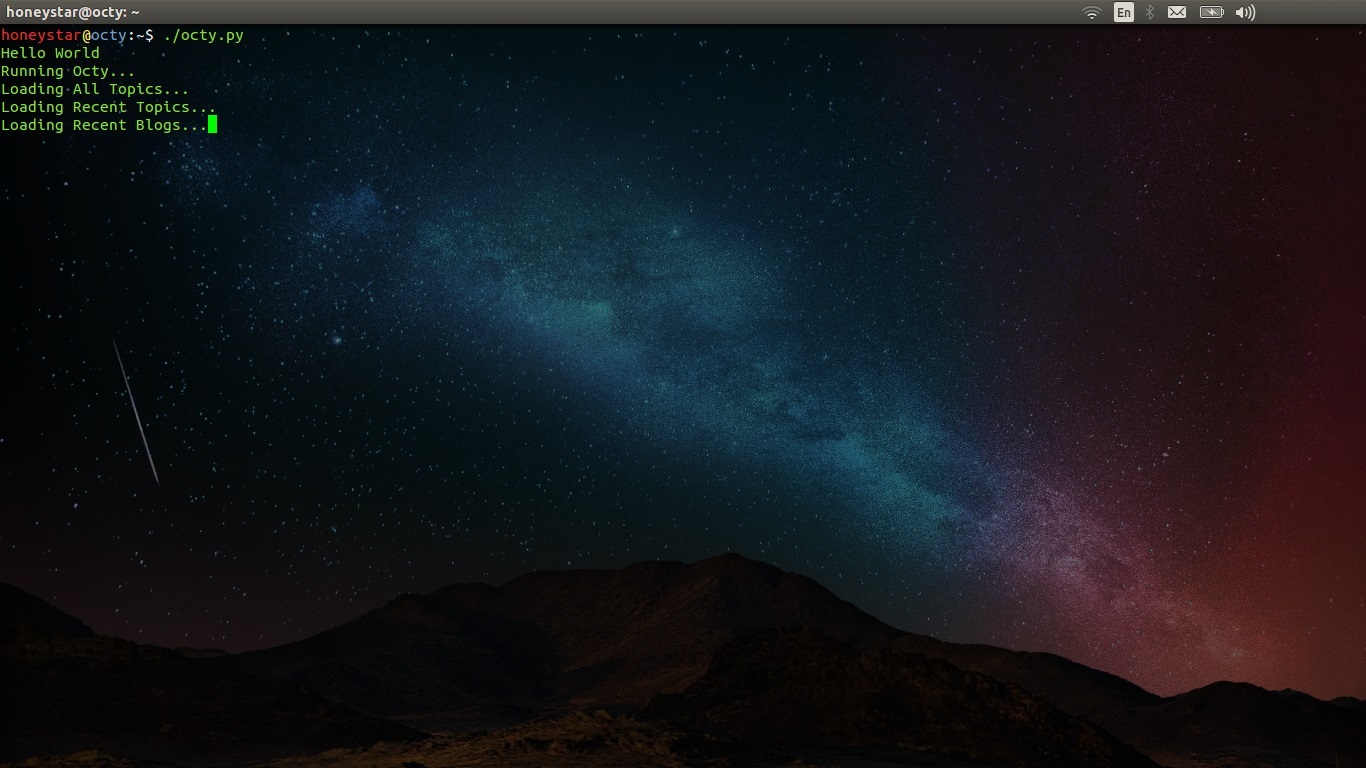 honeystar@octy: ~
En
honeystar@octy:~$ ./octy.py
Hello World
Running Octy...
Loading All Topics...
Loading Recent Topics...
Loading Recent Blogs...